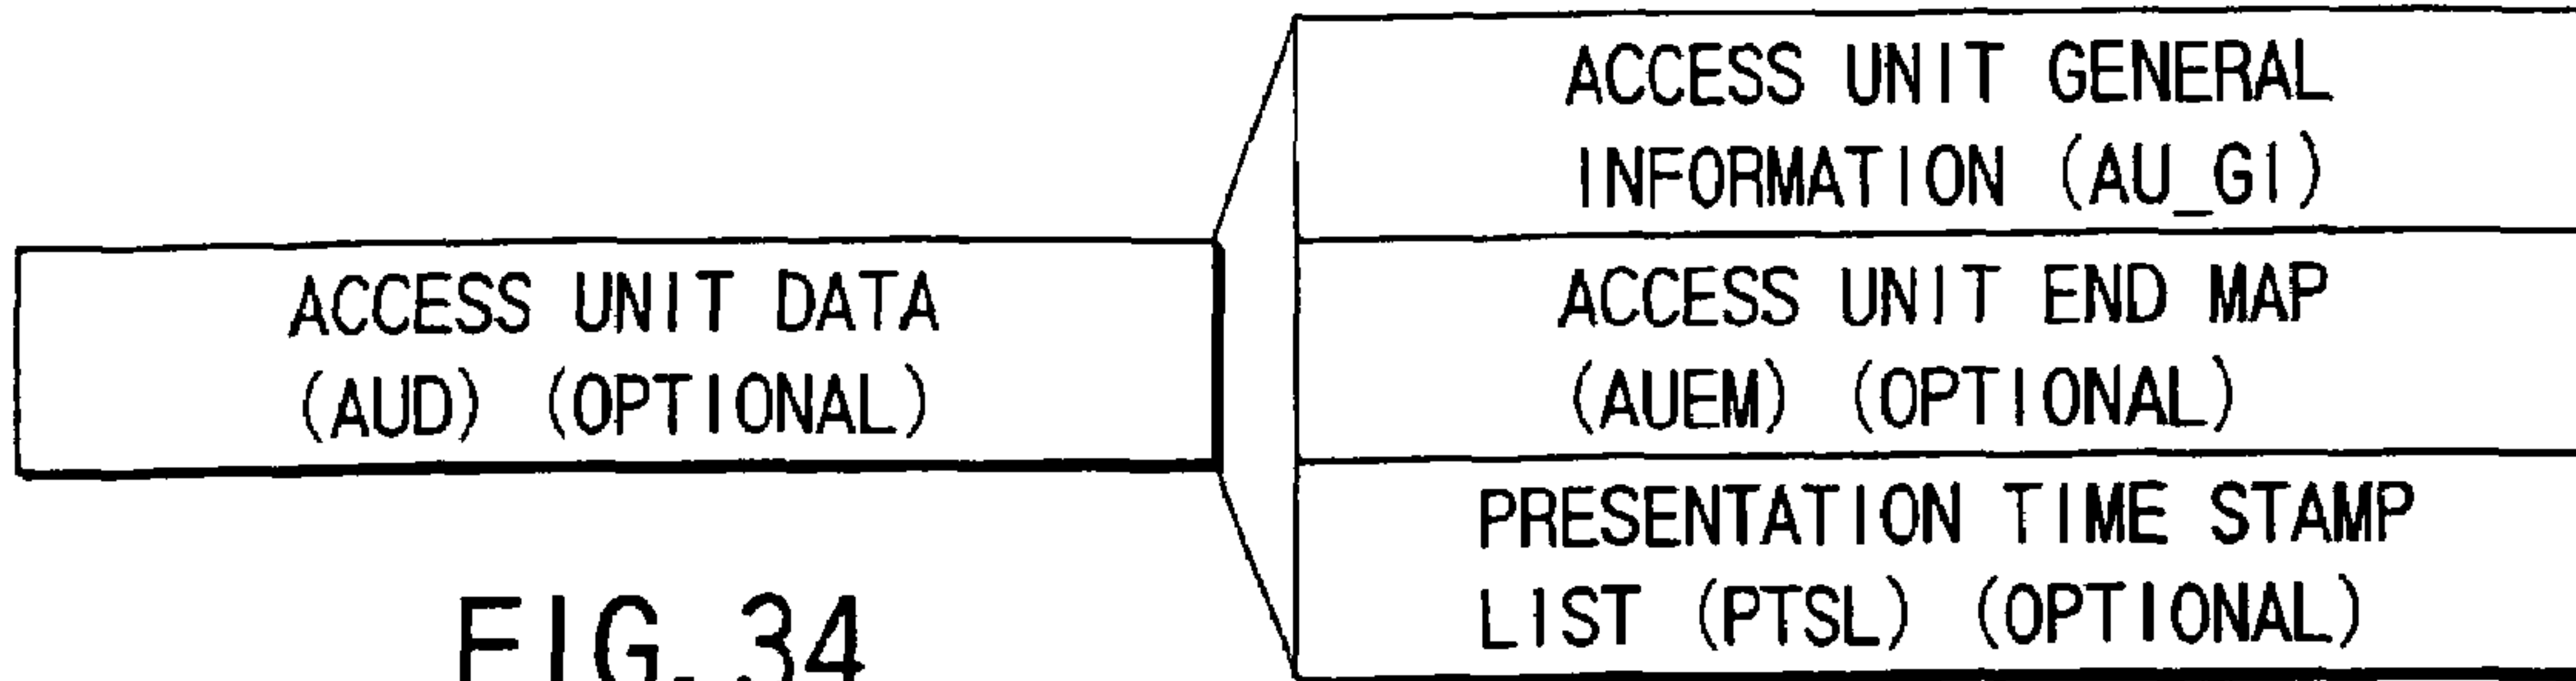 ACCESS UNIT DATA
(AUD) (OPTIONAL)
ACCESS UNIT GENERAL
INFORMATION (AU_GI)
ACCESS UNIT END MAP
(AUEM) (OPTIONAL)
PRESENTATION TIME STAMP
LIST (PTSL) (OPTIONAL)
FIG. 34